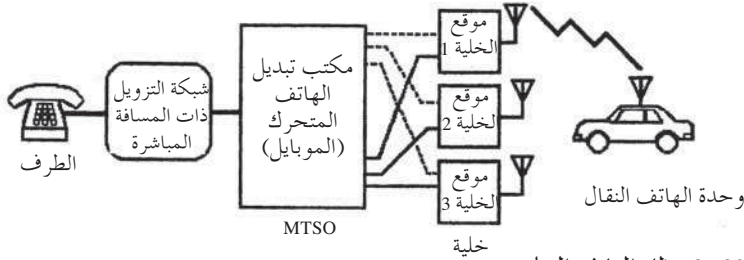 موقع
الخلية 1
مكتب تبديل
الهاتف
المتحرك
(الموبايل)
شبكة التزويل
ذات المسافة
المباشرة
الطرف
موقع
الخلية 2
موقع
الخلية 3
وحدة الهاتف النقال
MTSO
خلية